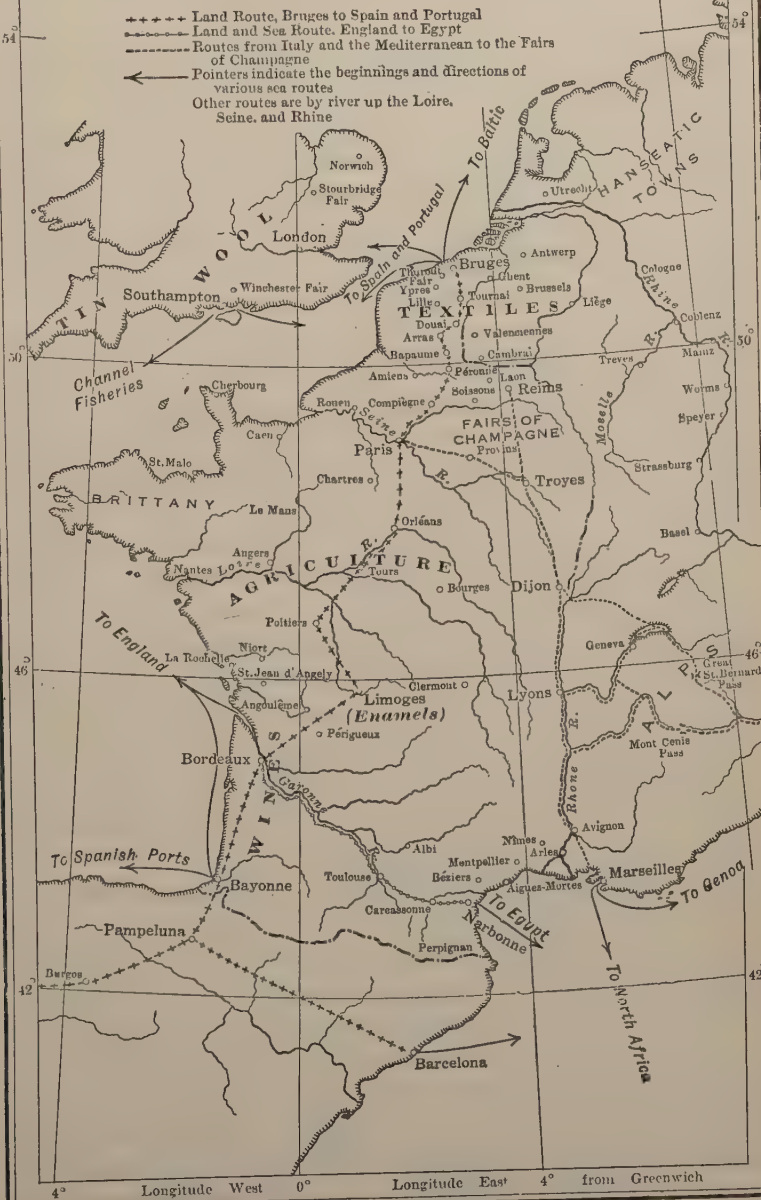 Land Route, Bruges to Spain and Portugal
Land and Sea Route. England to Egypt
Routes from Italy and the Mediterranean to the Fairs
of Champagne
Pointers indicate the beginnings and directions of
various sea routes
Other routes are by river up the Loire.
Seine. and Rhine
54°
54°
To Baltic
HANSEATIC
TOWNS
Norwich
Stourbridge
Fair
Utrecht
WOOL
London
To Spain and Portugal
Antwerp
Bruges
Thurout
Fair
Ghent
Cologne
Ypres
Brussels
Winchester Fair
Southampton
TIN
Lille
Tournai
Liège
Rhine
TEXTILES
Douai
Coblenz
Arras
Valenciennes
R.
50°
50°
Bapaume
Cambrai
Treves
Mainz
R.
Channel
Fisheries
Péronne
Amiens
Laon
Cherbourg
Soissons
Reims
Worms
Rouen
Compiègne
Moselle
Seine
Speyer
Caen
FAIRS OF
CHAMPAGNE
Paris
Provins
St.Malo
Strassburg
Chartres
R.
Troyes
BRITTANY
Le Mans
Orléans
Basel
R.
Angers
AGRICULTURE
Nantes
Loire
Tours
Bourges
Dijon
To England
Poitiers
Geneva
Niort
La Rochelle
46°
46°
St.Jean d'Angely
Great
St.Bernard
Pass
ALPS
Clermont
Lyons
Limoges
(Enamels)
Angoulême
R.
Périgueux
Mont Cenis
Pass
Bordeaux
WINES
Garonne
Rhone
Avignon
Nîmes
Albi
R.
Arles
To Spanish Ports
Montpellier
Toulouse
Béziers
Marseilles
Bayonne
Aigues-Mortes
To Genoa
Carcassonne
To Egypt
Narbonne
Pampeluna
Perpignan
Burgos
42°
42°
To North Africa
Barcelona
4°
Longitude West
0°
Longitude East
4°
from Greenwich